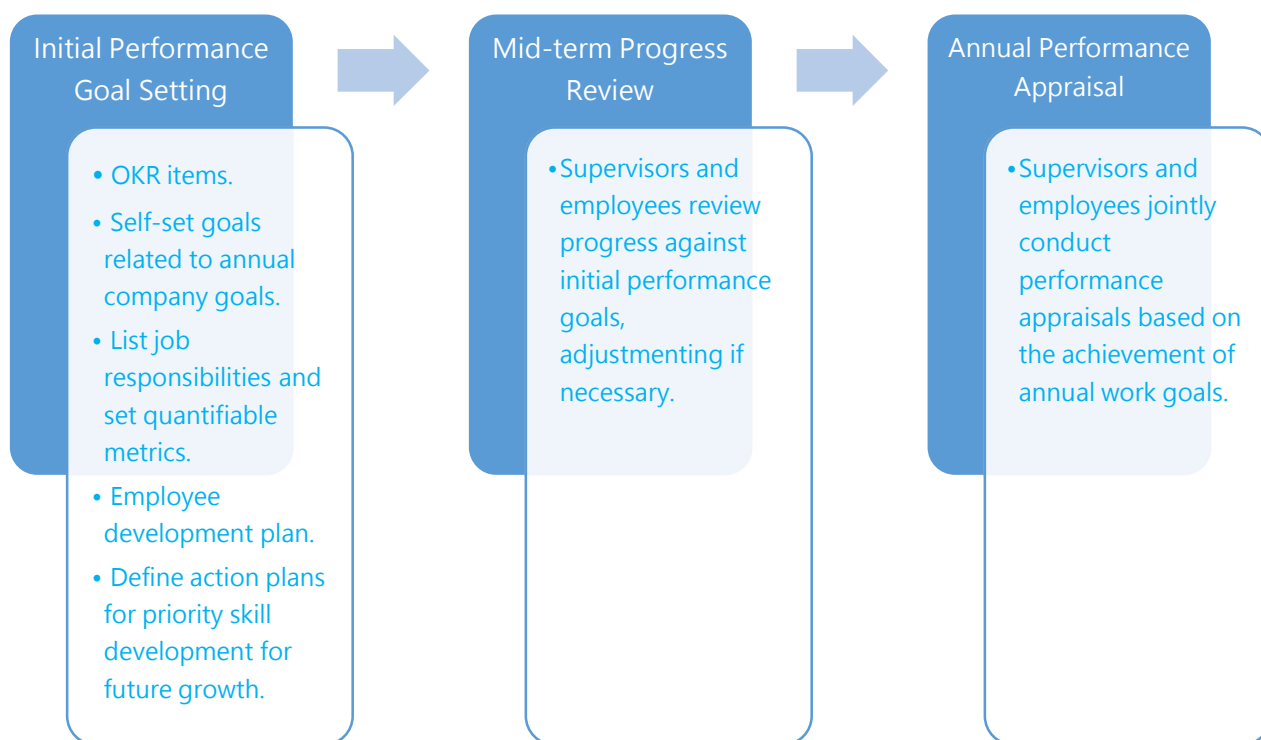 Initial Performance
Goal Setting
• OKR items.
• Self-set goals
related to annual
company goals.
• List job
responsibilities and
set quantifiable
metrics.
• Employee
development plan.
• Define action plans
for priority skill
development for
future growth.
Mid-term Progress
Review
•Supervisors and
employees review
progress against
initial performance
goals,
adjustmenting if
necessary.
Annual Performance
Appraisal
•Supervisors and
employees jointly
conduct
performance
appraisals based on
the achievement of
annual work goals.